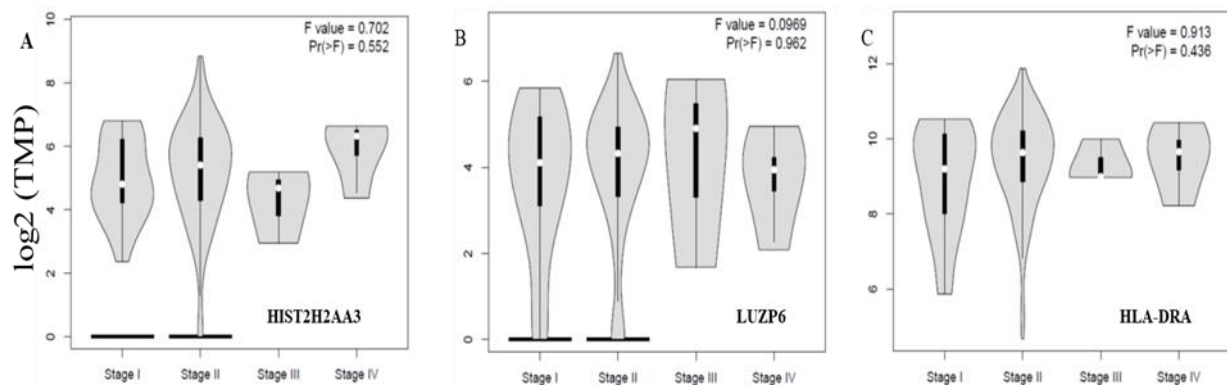 A
F value = 0.702
Pr(>F) = 0.552
log2 (TMP)
10
8
6
4
2
0
HIST2H2AA3
Stage I Stage II Stage III Stage IV
B
F value = 0.0969
Pr(>F) = 0.962
6
4
2
0
LUZP6
Stage I Stage II Stage III Stage IV
C
F value = 0.913
Pr(>F) = 0.436
12
10
8
6
HLA-DRA
Stage I Stage II Stage III Stage IV